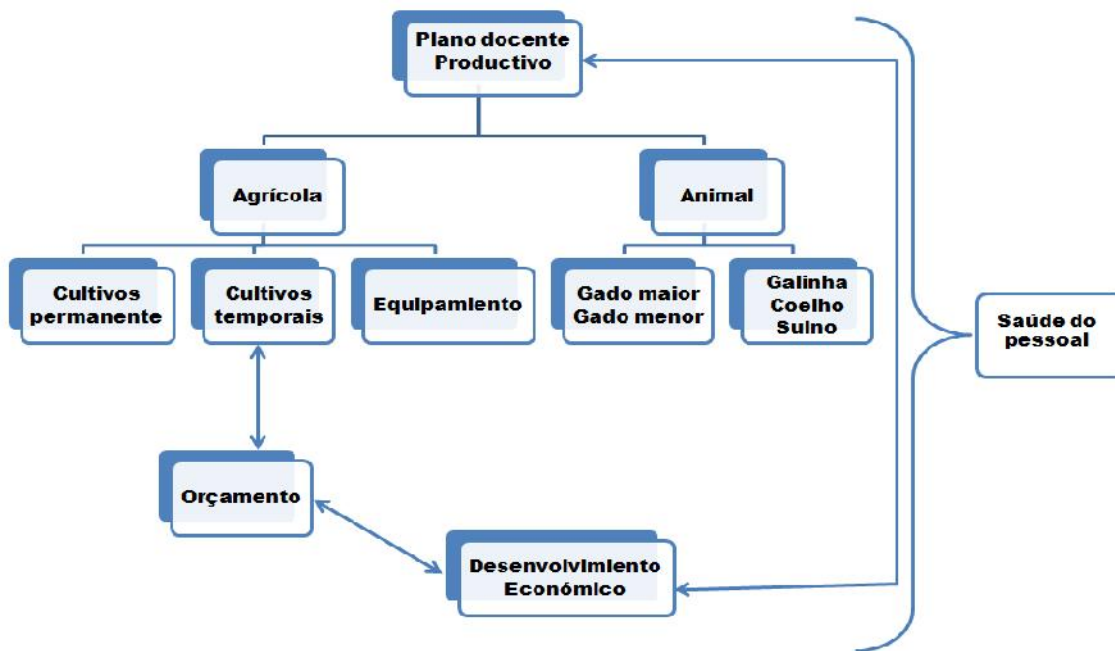 Plano docente
Productivo
Agrícola
Animal
Cultivos
permanente
Cultivos
temporais
Equipamiento
Gado maior
Gado menor
Galinha
Coelho
Suíno
Saúde do
pessoal
Orçamento
Desenvolvimiento
Económico